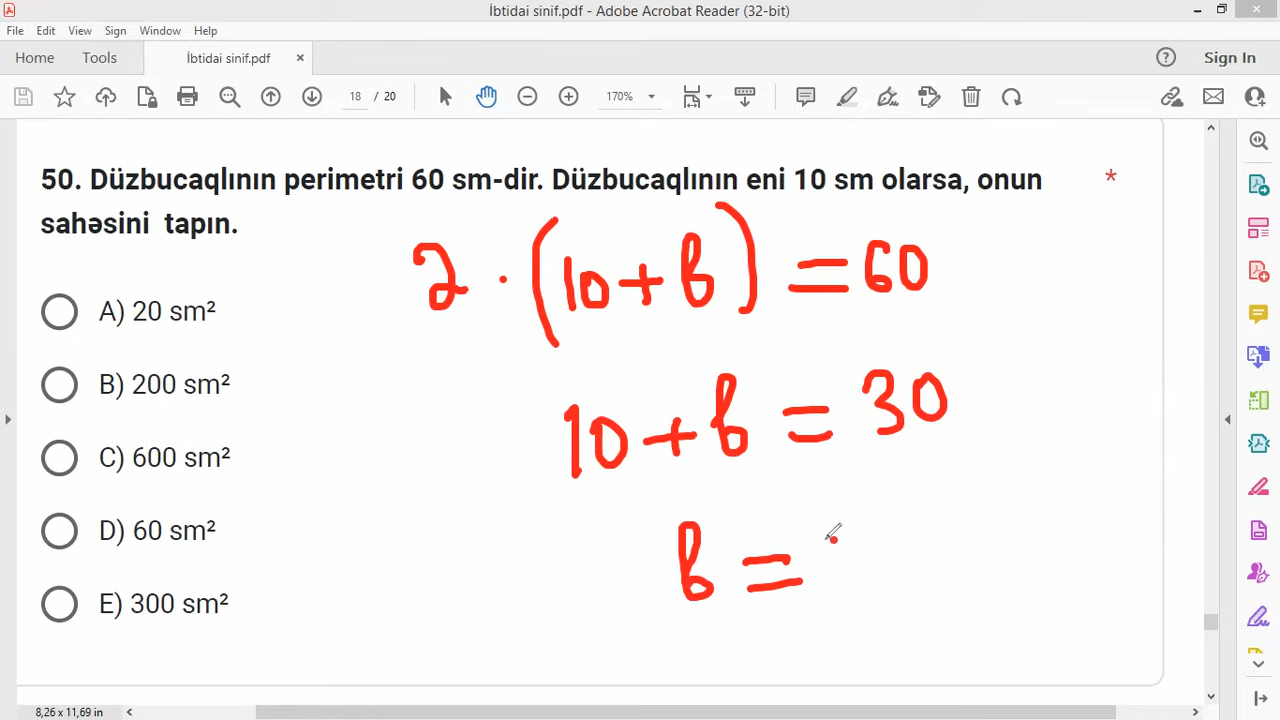 İbtidai sinif.pdf - Adobe Acrobat Reader (32-bit)
File Edit View Sign Window Help
Home Tools İbtidai sinif.pdf × Sign In
18 / 20 170%
50. Düzbucaqlının perimetri 60 sm-dir. Düzbucaqlının eni 10 sm olarsa, onun *
sahəsini tapın.
2 · (10+b) = 60
A) 20 sm²
B) 200 sm²
10 + b = 30
C) 600 sm²
D) 60 sm²
b =
E) 300 sm²
8,26 x 11,69 in